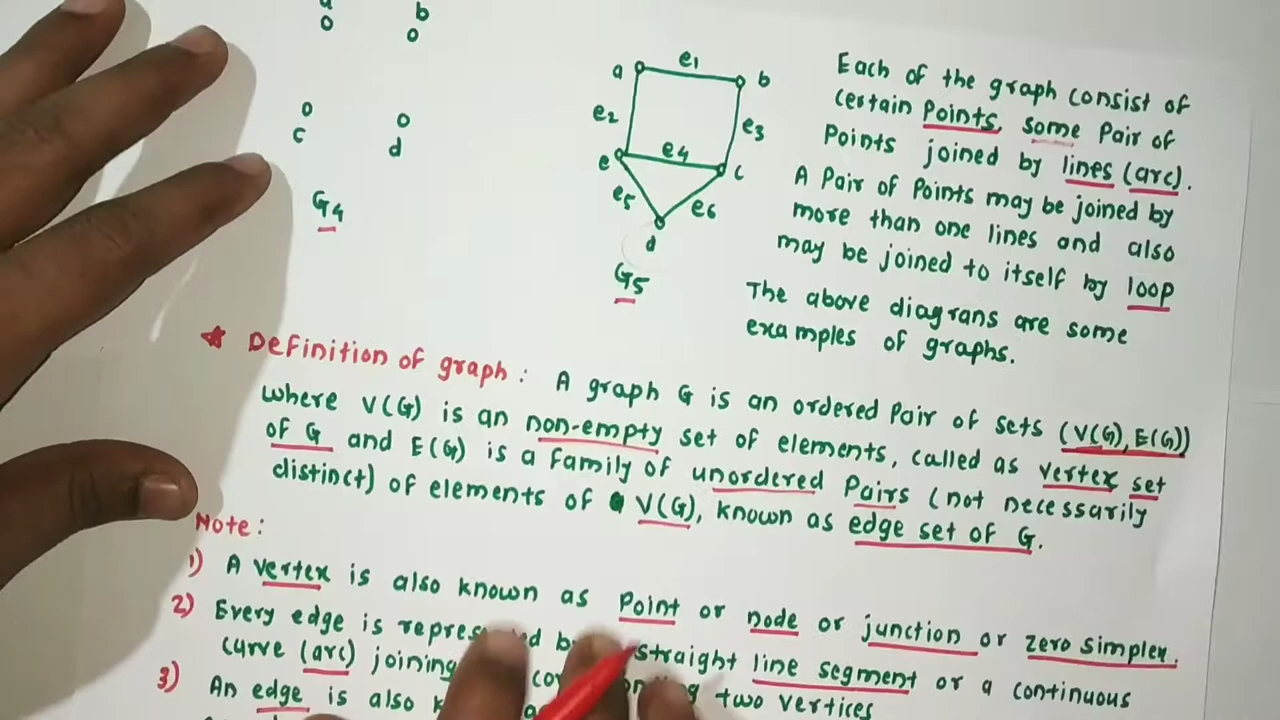 a b
c d
G4
a e1 b
e2 e3
e e4 c
e5 e6
d
G5
Each of the graph consist of
certain Points, some Pair of
Points joined by lines (arc).
A Pair of Points may be joined by
more than one lines and also
may be joined to itself by loop
The above diagrans are some
examples of graphs.
Definition of graph : A graph G is an ordered Pair of sets (V(G), E(G))
where V(G) is an non-empty set of elements, called as vertex set
of G and E(G) is a family of unordered Pairs (not necessarily
distinct) of elements of V(G), known as edge set of G.
Note :
1) A vertex is also known as Point or node or junction or zero simplex.
2) Every edge is straight line segment or a continuous
curve (arc) joining two vertices
3) An edge is also